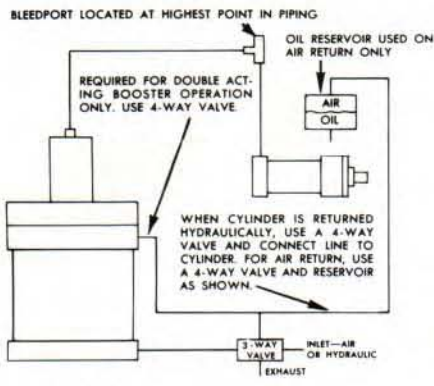 BLEEDPORT LOCATED AT HIGHEST POINT IN PIPING
OIL RESERVOIR USED ON
AIR RETURN ONLY
REQUIRED FOR DOUBLE ACT-
ING BOOSTER OPERATION
ONLY. USE 4-WAY VALVE.
AIR
OIL
WHEN CYLINDER IS RETURNED
HYDRAULICALLY, USE A 4-WAY
VALVE AND CONNECT LINE TO
CYLINDER. FOR AIR RETURN, USE
A 4-WAY VALVE AND RESERVOIR
AS SHOWN.
3-WAY
VALVE
INLET—AIR
OR HYDRAULIC
EXHAUST